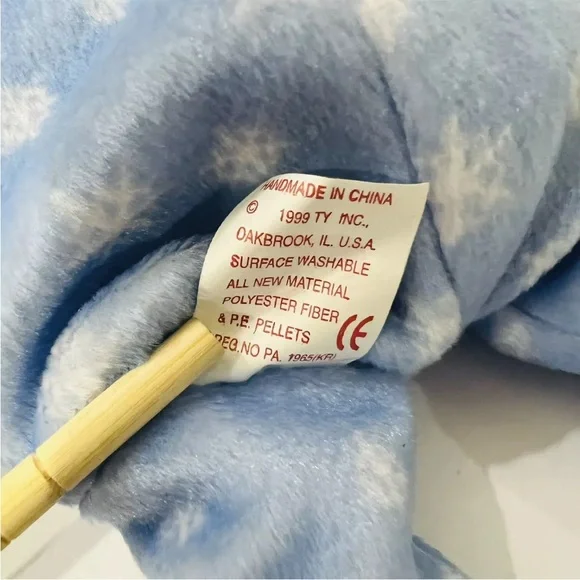 HANDMADE IN CHINA
© 1999 TY INC.,
OAKBROOK, IL. U.S.A.
SURFACE WASHABLE
ALL NEW MATERIAL
POLYESTER FIBER
& P.E. PELLETS CE
REG.NO PA. 1965(KR)